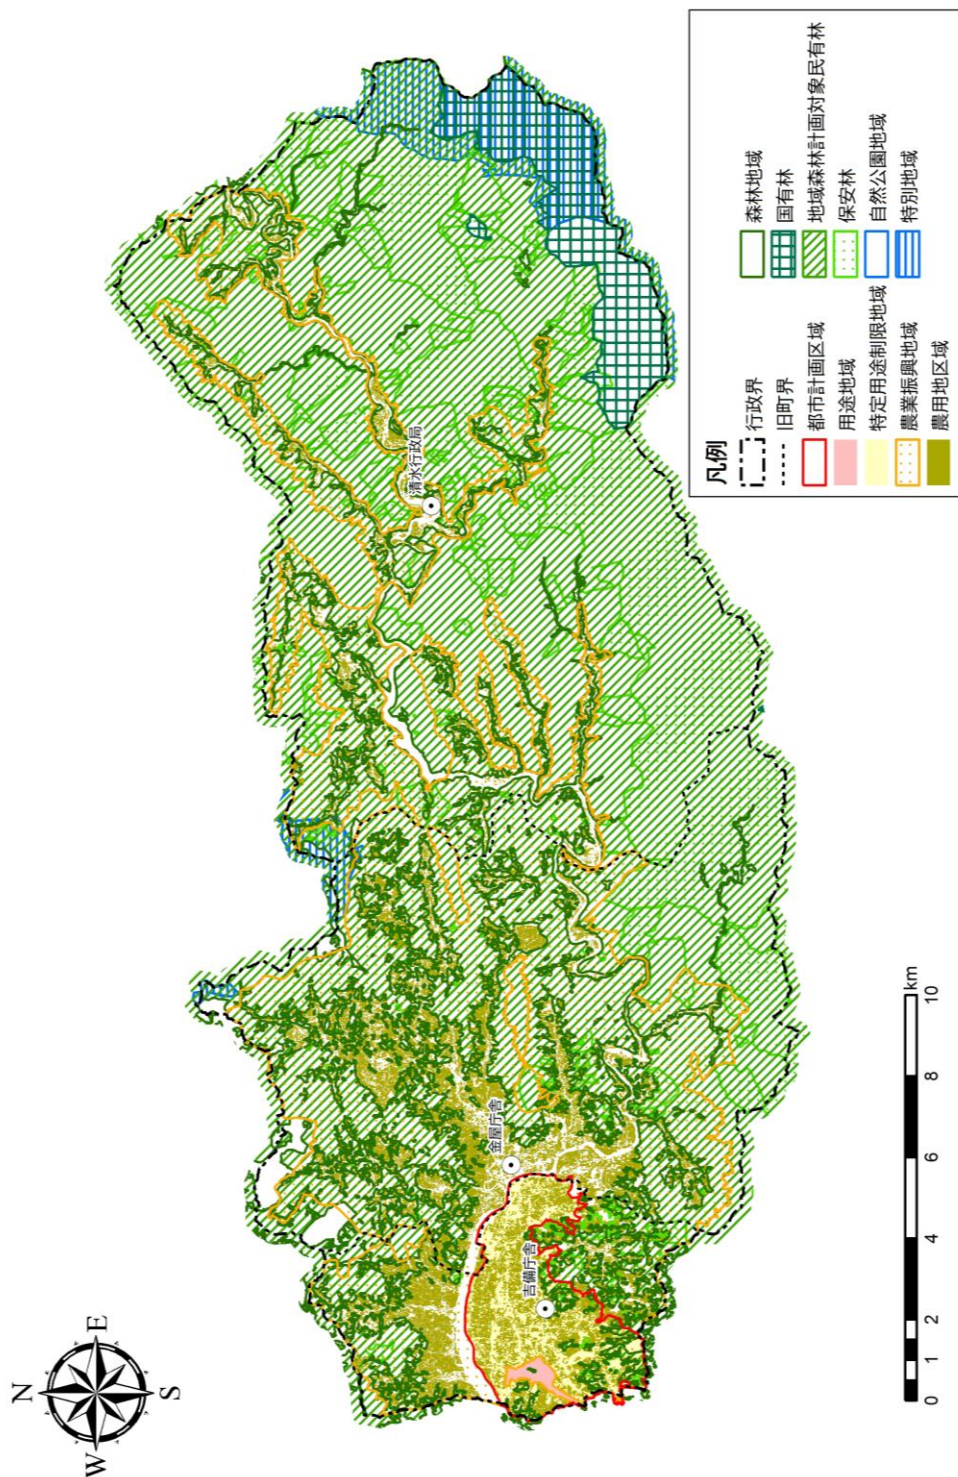 N
E
S
W
清水行政局
金屋庁舎
吉備庁舎
凡例
行政界
旧町界
都市計画区域
用途地域
特定用途制限地域
農業振興地域
農用地区域
森林地域
国有林
地域森林計画対象民有林
保安林
自然公園地域
特別地域
0 1 2 4 6 8 10
km